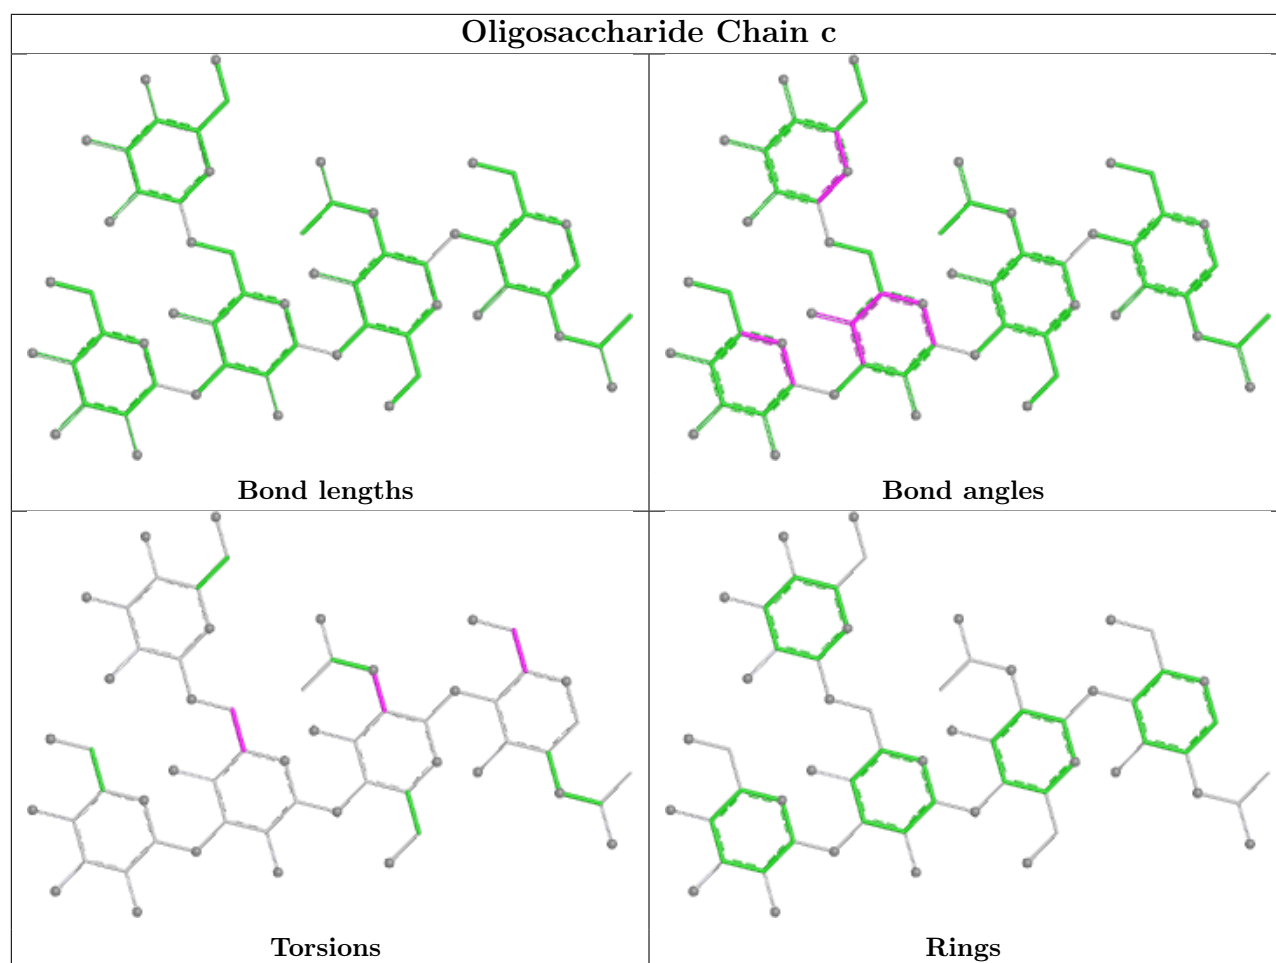 Oligosaccharide Chain c
Bond lengths
Bond angles
Torsions
Rings